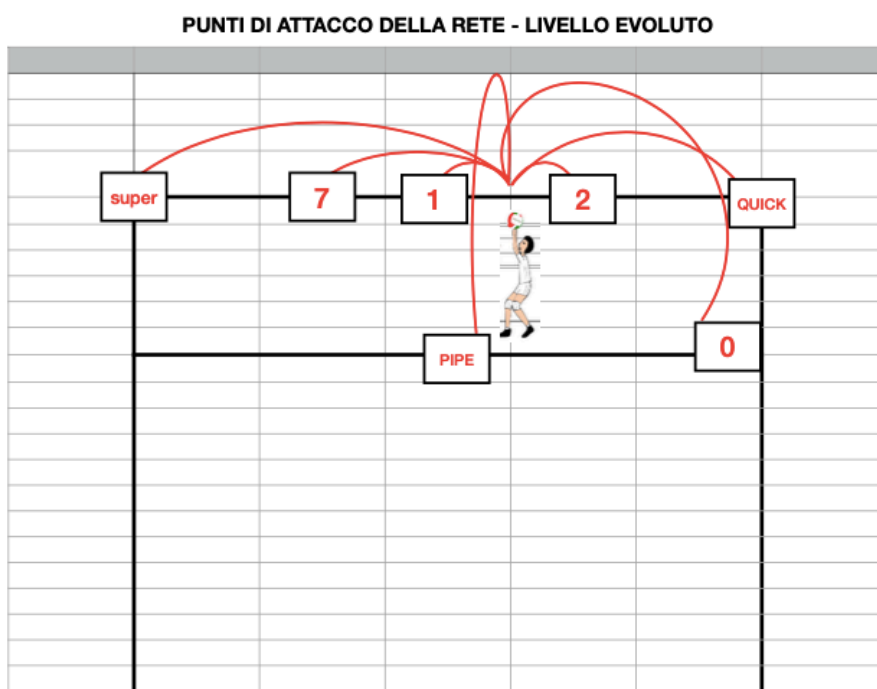 PUNTI DI ATTACCO DELLA RETE - LIVELLO EVOLUTO
super
7
1
2
QUICK
PIPE
0